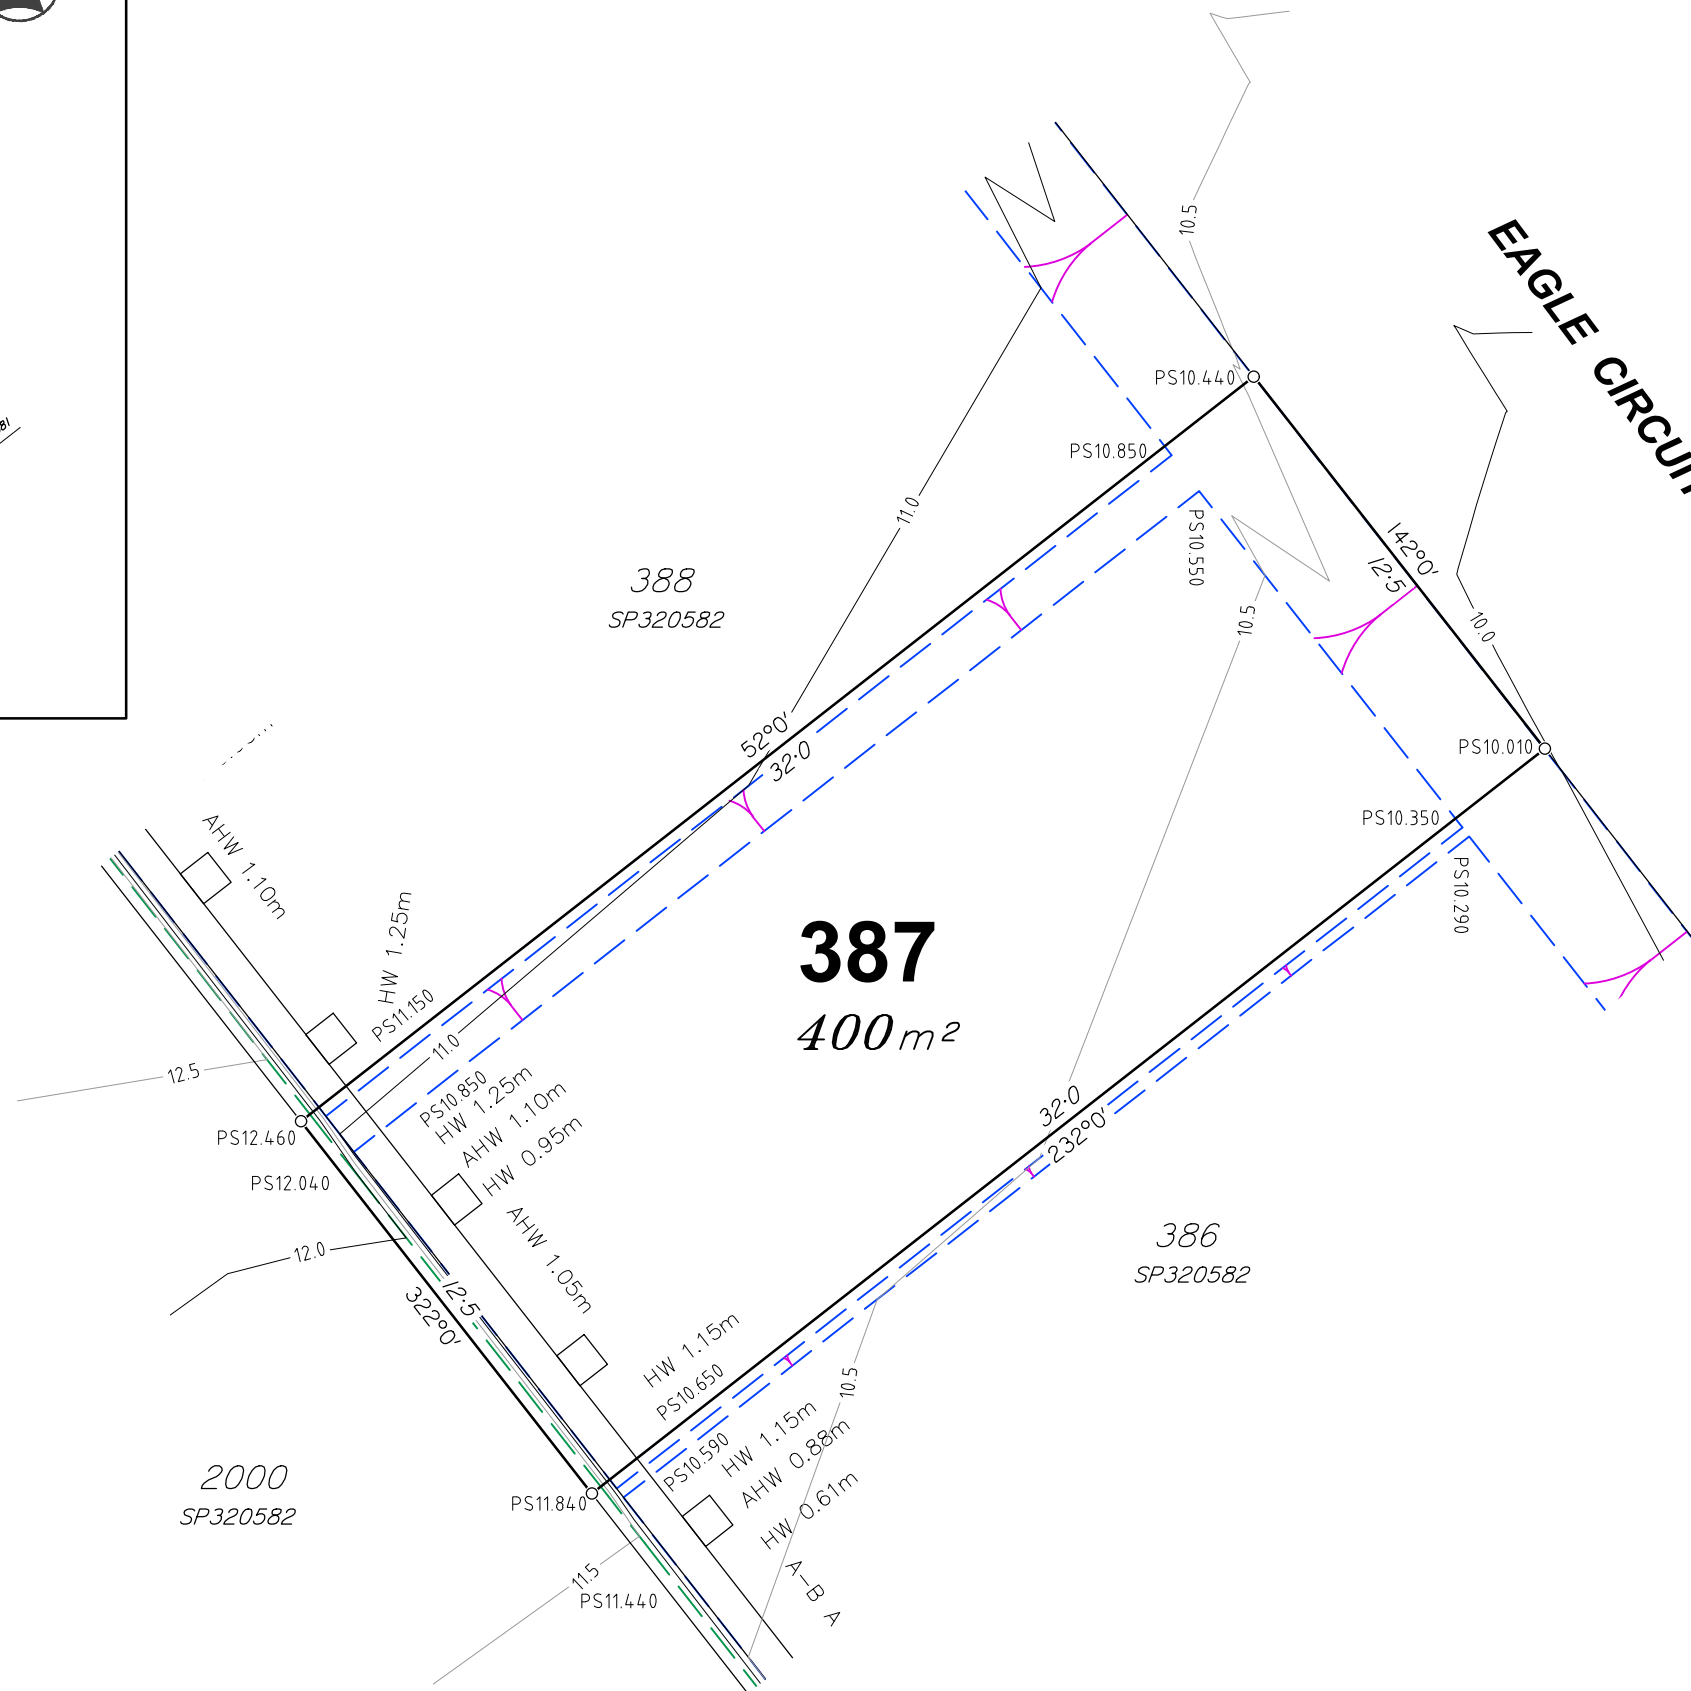 81
10.5
EAGLE CIRCUIT
PS10.440
PS10.850
11.0
PS10.550
142°0'
12·5
10.5
10.0
388
SP320582
52°0'
32·0
PS10.010
PS10.350
PS10.290
AHW 1.10m
HW 1.25m
PS11.150
11.0
387
400m²
12.5
PS10.850
HW 1.25m
AHW 1.10m
HW 0.95m
PS12.460
PS12.040
32·0
232°0'
AHW 1.05m
12.0
12·5
322°0'
386
SP320582
HW 1.15m
PS10.650
10.5
PS10.590
HW 1.15m
AHW 0.88m
HW 0.61m
2000
SP320582
PS11.840
11.5
PS11.440
A-B A